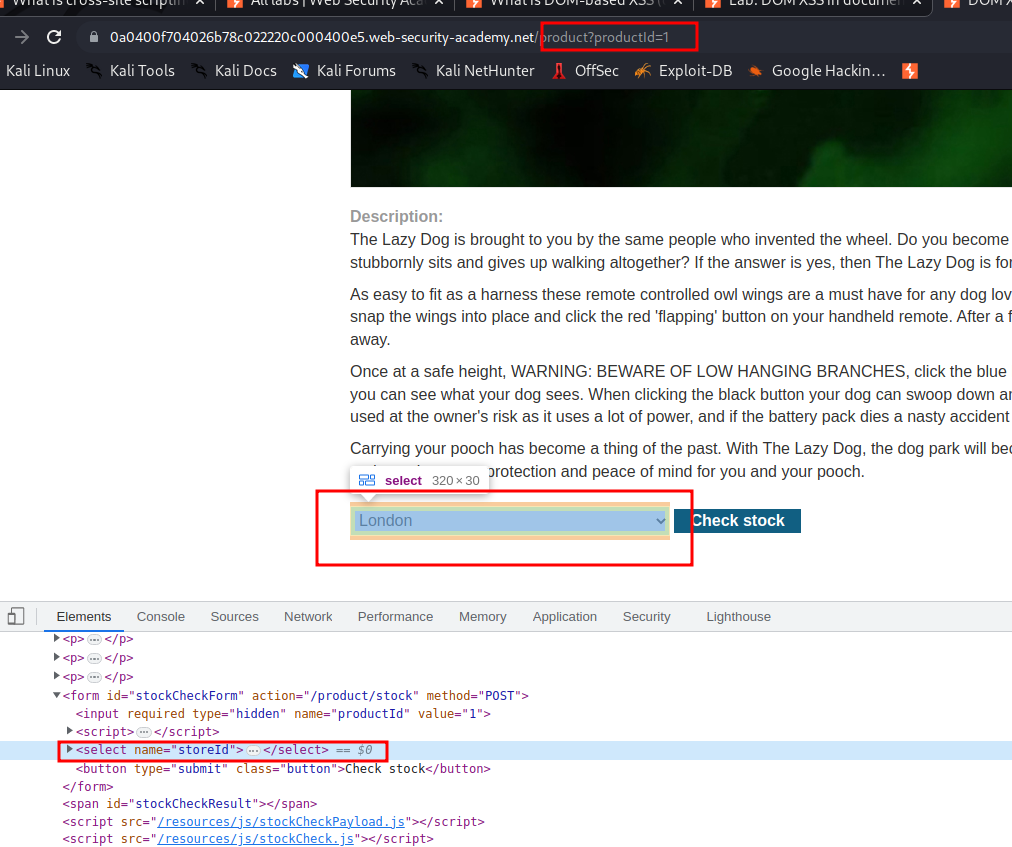 What is cross-site scripting
All labs | Web Security Aca
What is DOM-based XSS (
Lab: DOM XSS in documen
DOM X
0a0400f704026b78c022220c000400e5.web-security-academy.net/product?productId=1
Kali Linux Kali Tools Kali Docs Kali Forums Kali NetHunter OffSec Exploit-DB Google Hackin…
Description:
The Lazy Dog is brought to you by the same people who invented the wheel. Do you become
stubbornly sits and gives up walking altogether? If the answer is yes, then The Lazy Dog is for
As easy to fit as a harness these remote controlled owl wings are a must have for any dog lov
snap the wings into place and click the red 'flapping' button on your handheld remote. After a f
away.
Once at a safe height, WARNING: BEWARE OF LOW HANGING BRANCHES, click the blue
you can see what your dog sees. When clicking the black button your dog can swoop down ar
used at the owner's risk as it uses a lot of power, and if the battery pack dies a nasty accident
Carrying your pooch has become a thing of the past. With The Lazy Dog, the dog park will bec
protection and peace of mind for you and your pooch.
select 320×30
London Check stock
Elements Console Sources Network Performance Memory Application Security Lighthouse
<p>…</p>
<p>…</p>
<p>…</p>
<form id="stockCheckForm" action="/product/stock" method="POST">
<input required type="hidden" name="productId" value="1">
<script>…</script>
<select name="storeId">…</select> == $0
<button type="submit" class="button">Check stock</button>
</form>
<span id="stockCheckResult"></span>
<script src="/resources/js/stockCheckPayload.js"></script>
<script src="/resources/js/stockCheck.js"></script>